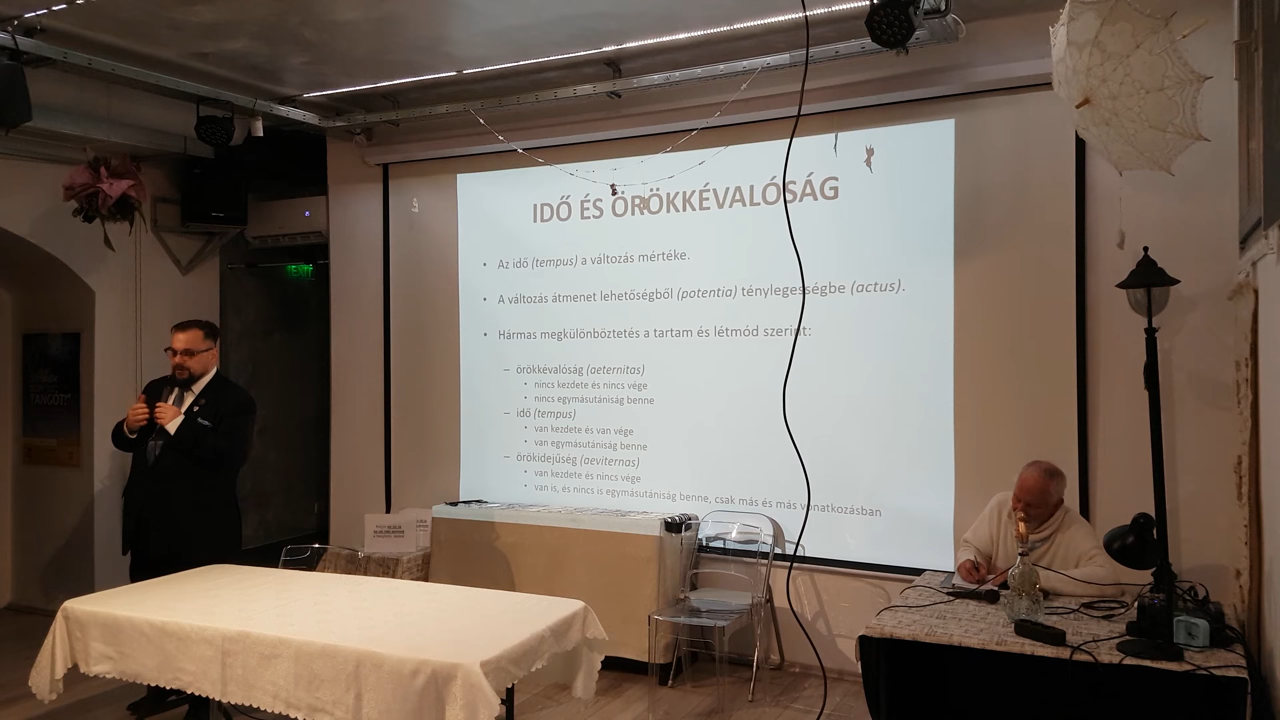 IDŐ ÉS ÖRÖKKÉVALÓSÁG
• Az idő (tempus) a változás mértéke.
• A változás átmenet lehetőségből (potentia) ténylegességbe (actus).
• Hármas megkülönböztetés a tartam és létmód szerint:
– örökkévalóság (aeternitas)
• nincs kezdete és nincs vége
• nincs egymásutániság benne
– idő (tempus)
• van kezdete és van vége
• van egymásutániság benne
– örökidejűség (aeviternas)
• van kezdete és nincs vége
• van is, és nincs is egymásutániság benne, csak más és más vonatkozásban
EXIT